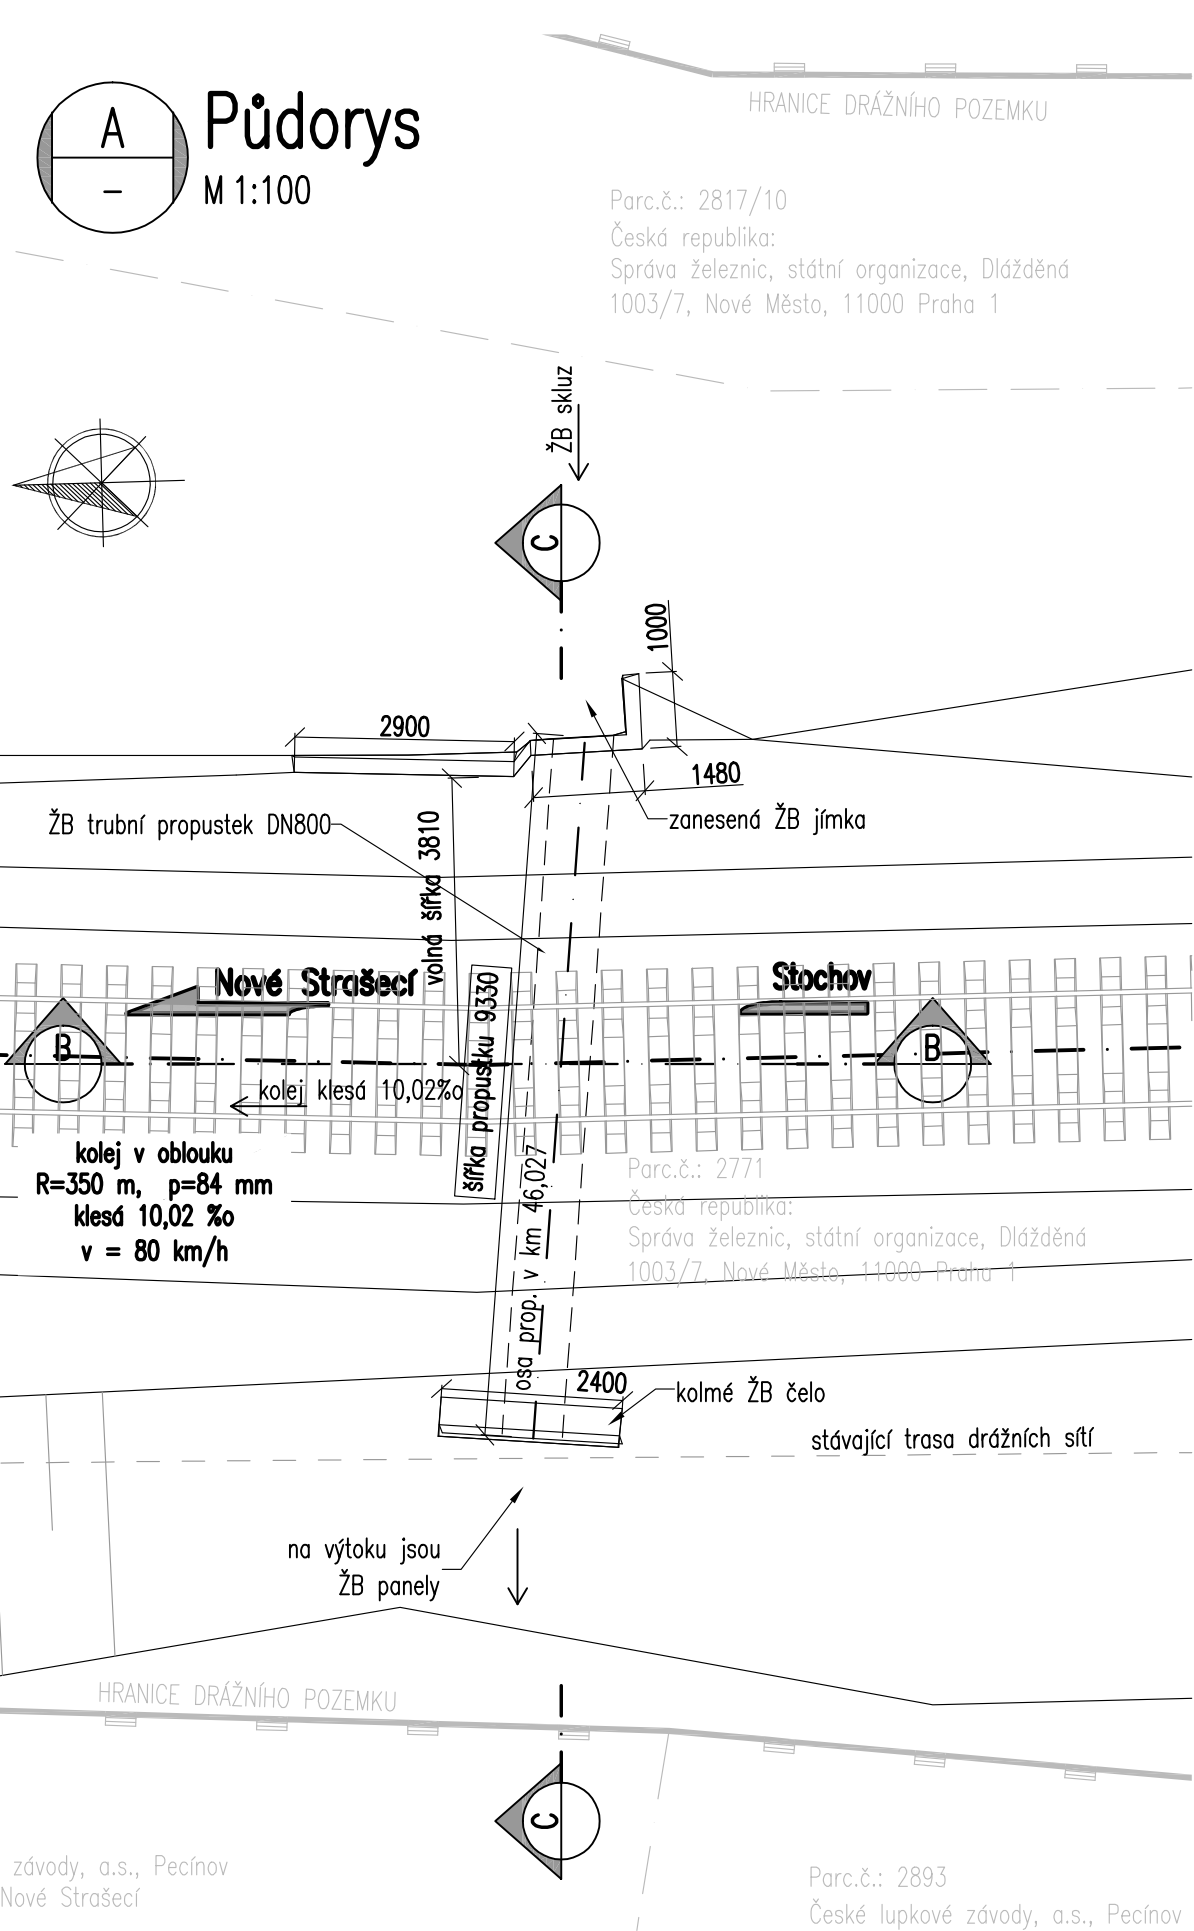 A
–
Půdorys
M 1:100
HRANICE DRÁŽNÍHO POZEMKU
Parc.č.: 2817/10
Česká republika:
Správa železnic, státní organizace, Dlážděná
1003/7, Nové Město, 11000 Praha 1
ŽB skluz
C
1000
2900
1480
ŽB trubní propustek DN800
zanesená ŽB jímka
volná šířka 3810
Nové Strašecí
Stochov
šířka propustku 9330
B
B
kolej klesá 10,02%o
kolej v oblouku
R=350 m, p=84 mm
klesá 10,02 %o
v = 80 km/h
osa prop. v km 46,027
Parc.č.: 2771
Česká republika:
Správa železnic, státní organizace, Dlážděná
1003/7, Nové Město, 11000 Praha 1
2400
kolmé ŽB čelo
stávající trasa drážních sítí
na výtoku jsou
ŽB panely
HRANICE DRÁŽNÍHO POZEMKU
C
závody, a.s., Pecínov
Nové Strašecí
Parc.č.: 2893
České lupkové závody, a.s., Pecínov